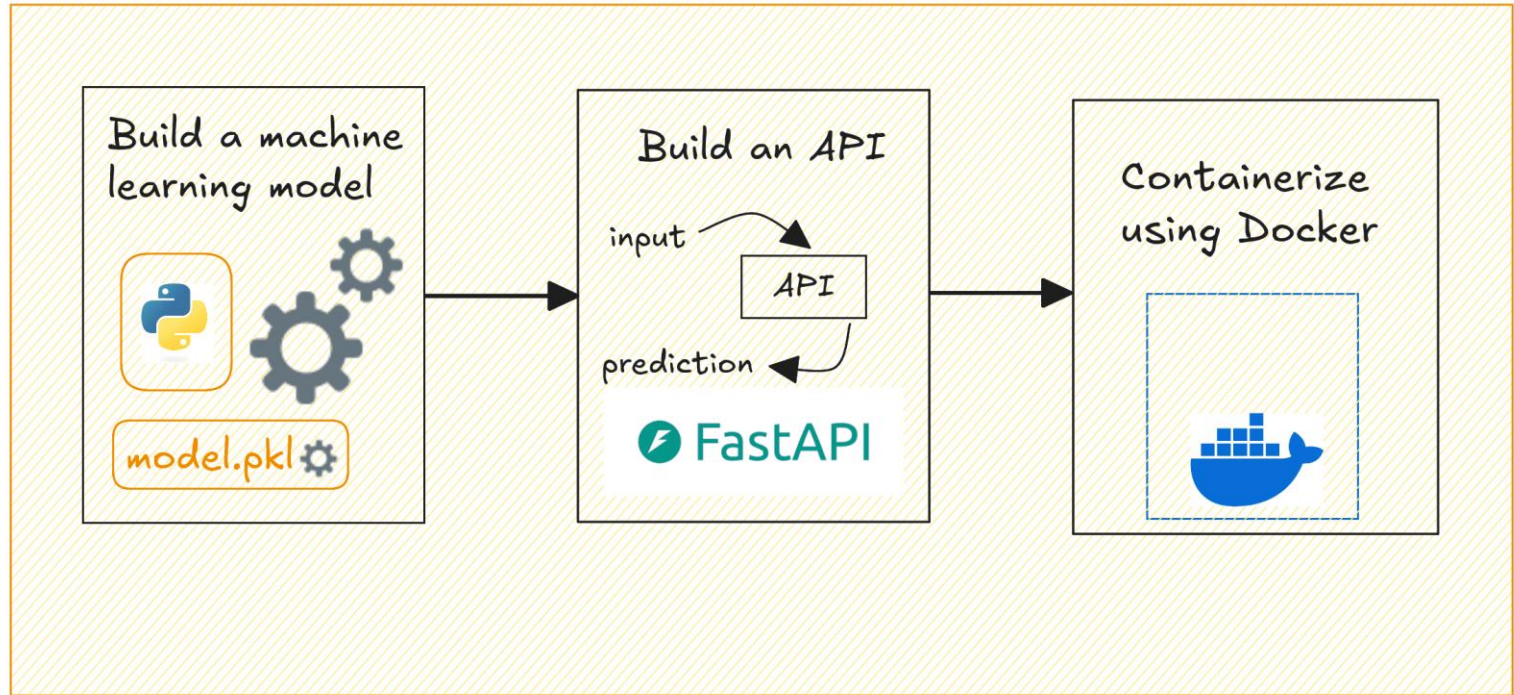 Build a machine
learning model
model.pkl
Build an API
input
API
prediction
FastAPI
Containerize
using Docker